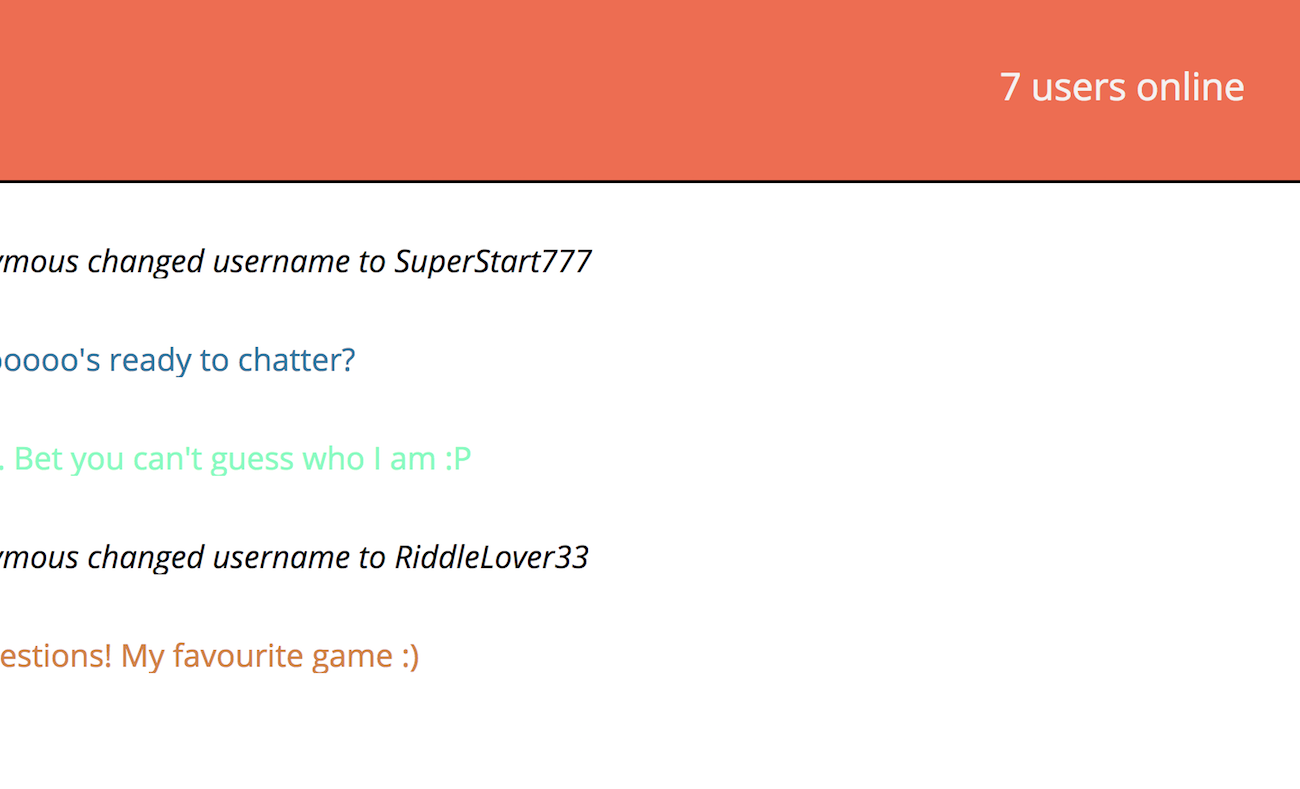 7 users online
ymous changed username to SuperStart777
ooooo's ready to chatter?
. Bet you can't guess who I am :P
ymous changed username to RiddleLover33
estions! My favourite game :)